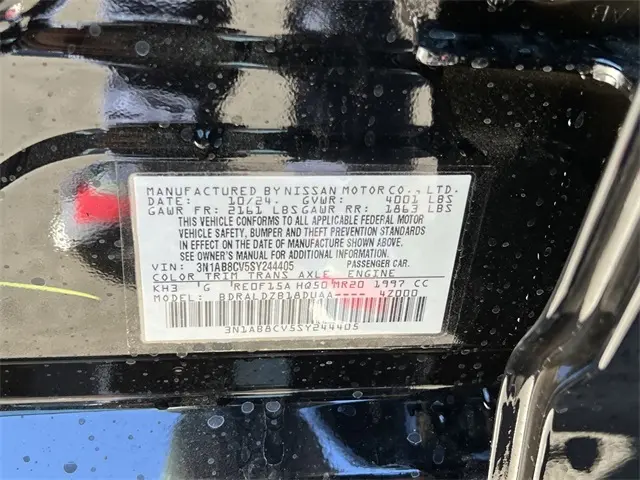 MANUFACTURED BY NISSAN MOTOR CO., LTD.
DATE: 10/24. GVWR: 4001 LBS
GAWR FR: 2161 LBS GAWR RR: 1863 LBS
THIS VEHICLE CONFORMS TO ALL APPLICABLE FEDERAL MOTOR
VEHICLE SAFETY, BUMPER AND THEFT PREVENTION STANDARDS
IN EFFECT ON THE DATE OF MANUFACTURE SHOWN ABOVE.
SEE OWNER'S MANUAL FOR ADDITIONAL INFORMATION.
VIN: 3N1AB8CV5SY244405 PASSENGER CAR.
COLOR TRIM TRANS AXLE ENGINE
KH3 G RE0F15A H050 MR20 1997 CC
MODEL: BDRALDZB18DUAA---- 4Z000
3N1AB8CV5SY244405